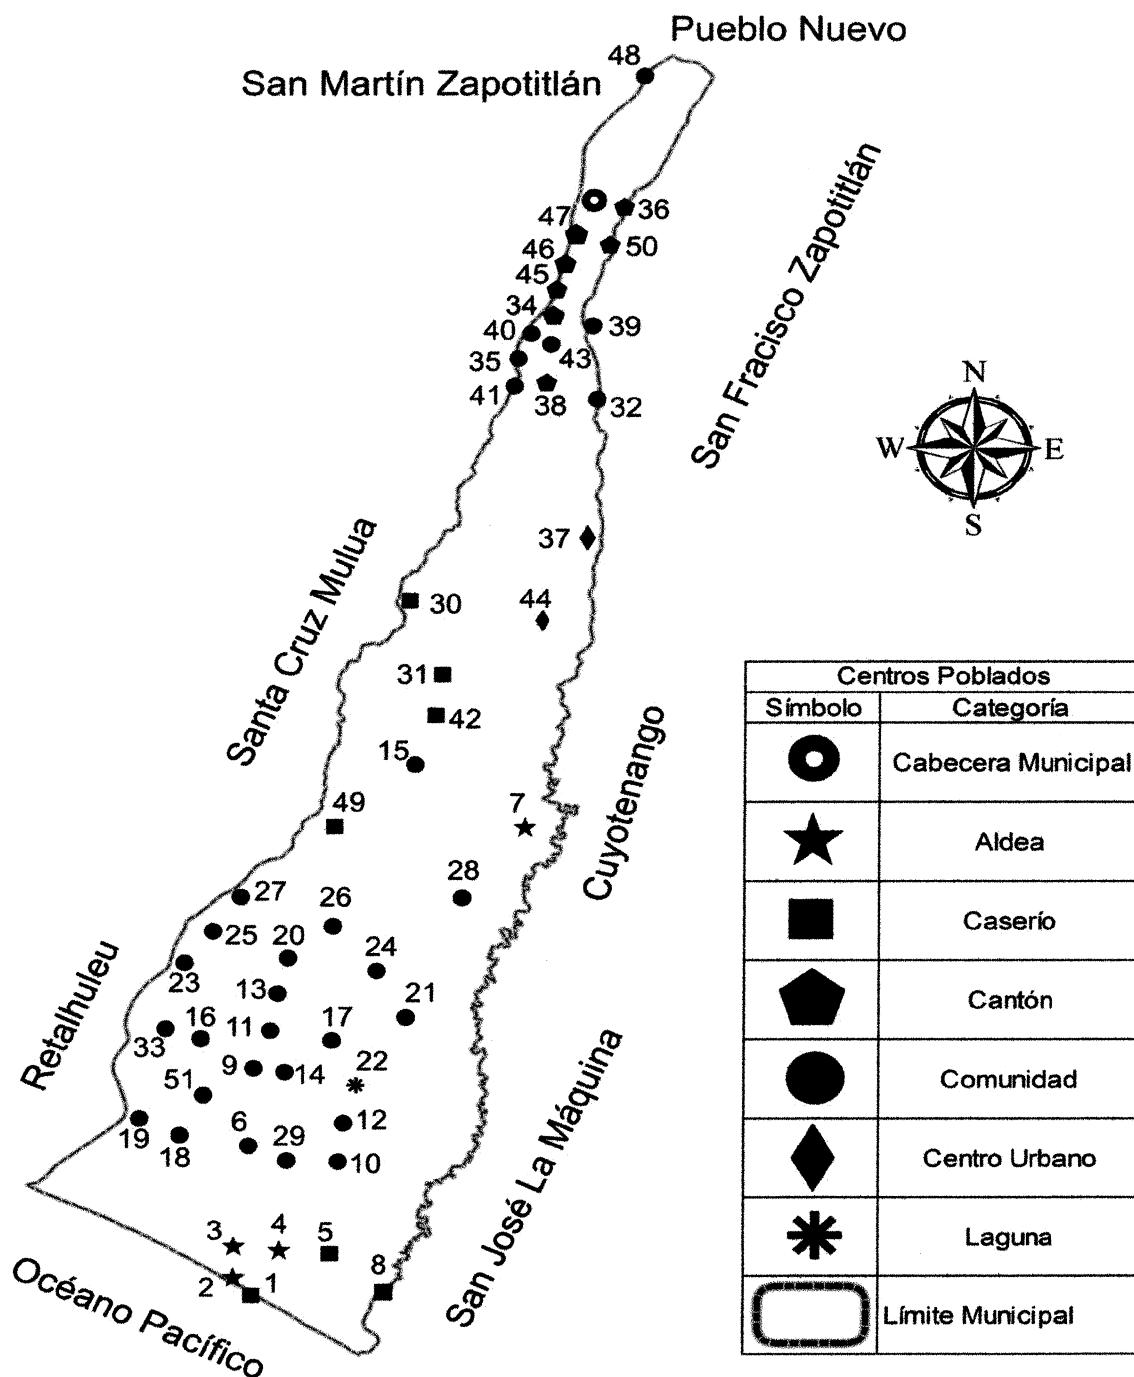 Pueblo Nuevo
48
San Martín Zapotitlán
San Fracisco Zapotitlán
47
36
46
50
45
34
40
39
35
43
41
38
32
N
W
E
S
37
Santa Cruz Mulua
30
44
31
42
15
Cuyotenango
49
7
27
28
26
25
20
24
23
13
21
Retalhuleu
33
16
11
17
9
14
22
51
12
19
18
6
29
10
San José La Máquina
3
4
5
2
1
8
Océano Pacífico
Centros Poblados
Símbolo Categoría
Cabecera Municipal
Aldea
Caserío
Cantón
Comunidad
Centro Urbano
Laguna
Límite Municipal